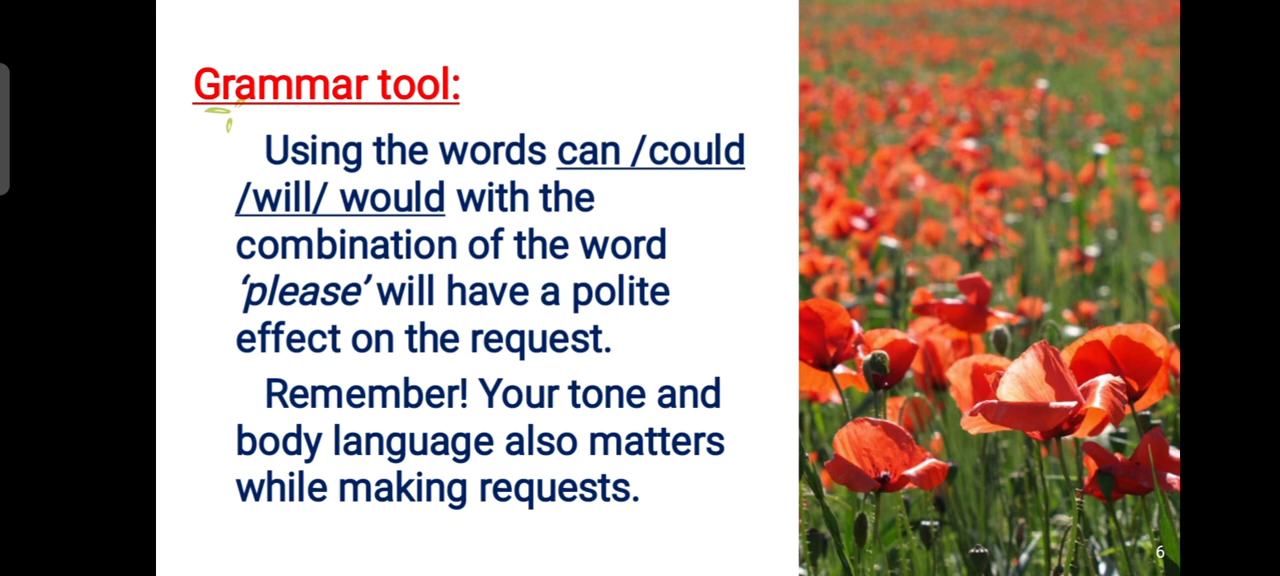 Grammar tool:
Using the words can /could
/will/ would with the
combination of the word
‘please’ will have a polite
effect on the request.
Remember! Your tone and
body language also matters
while making requests.
6